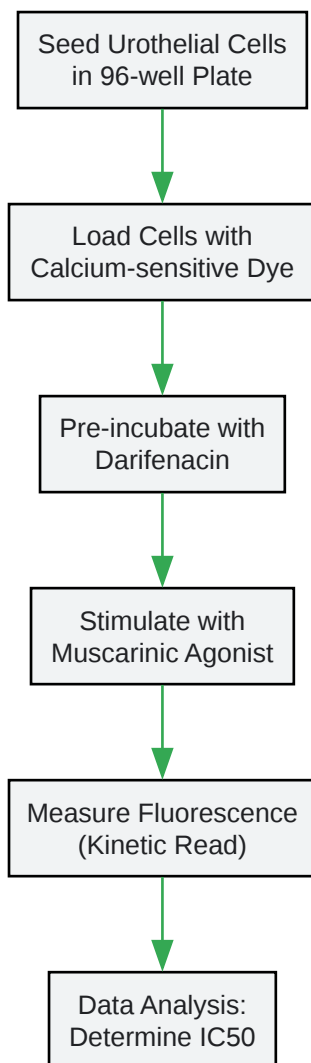 Seed Urothelial Cells
in 96-well Plate
Load Cells with
Calcium-sensitive Dye
Pre-incubate with
Darifenacin
Stimulate with
Muscarinic Agonist
Measure Fluorescence
(Kinetic Read)
Data Analysis:
Determine IC50